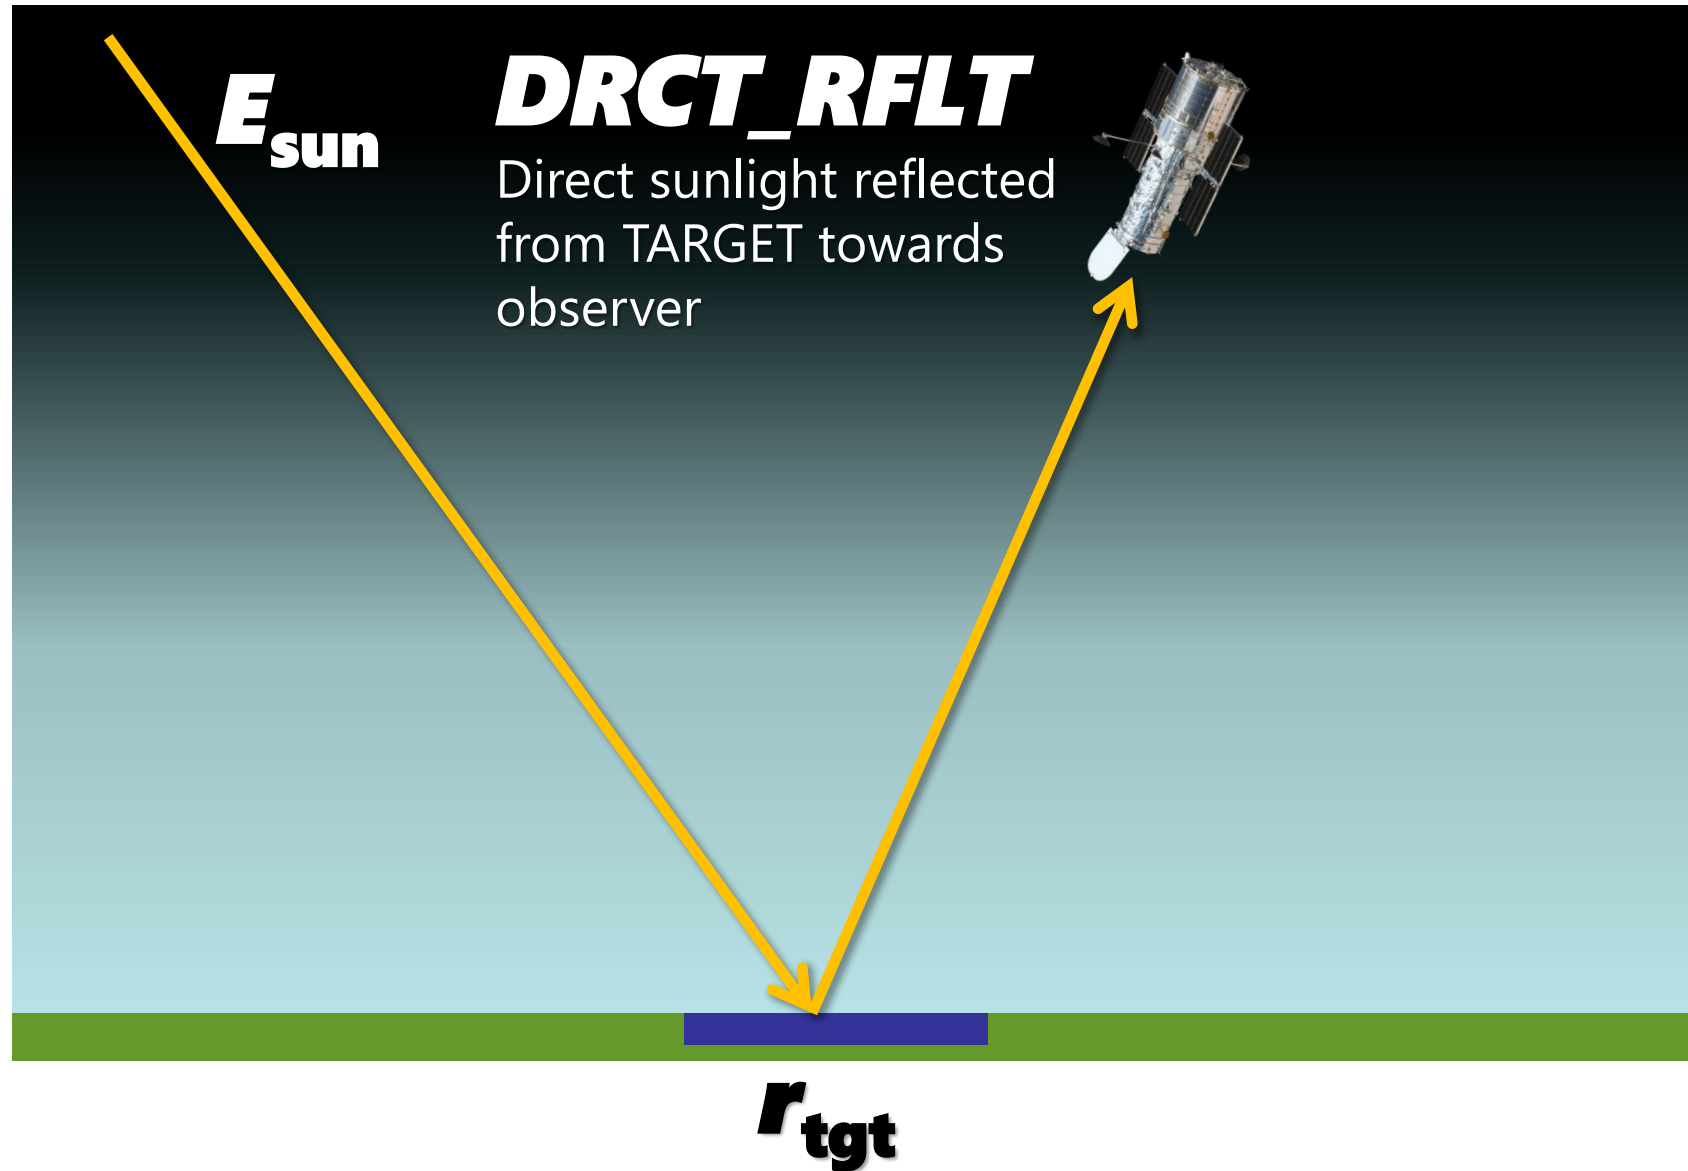 DRCT_RFLT
E_sun
Direct sunlight reflected
from TARGET towards
observer
r_tgt